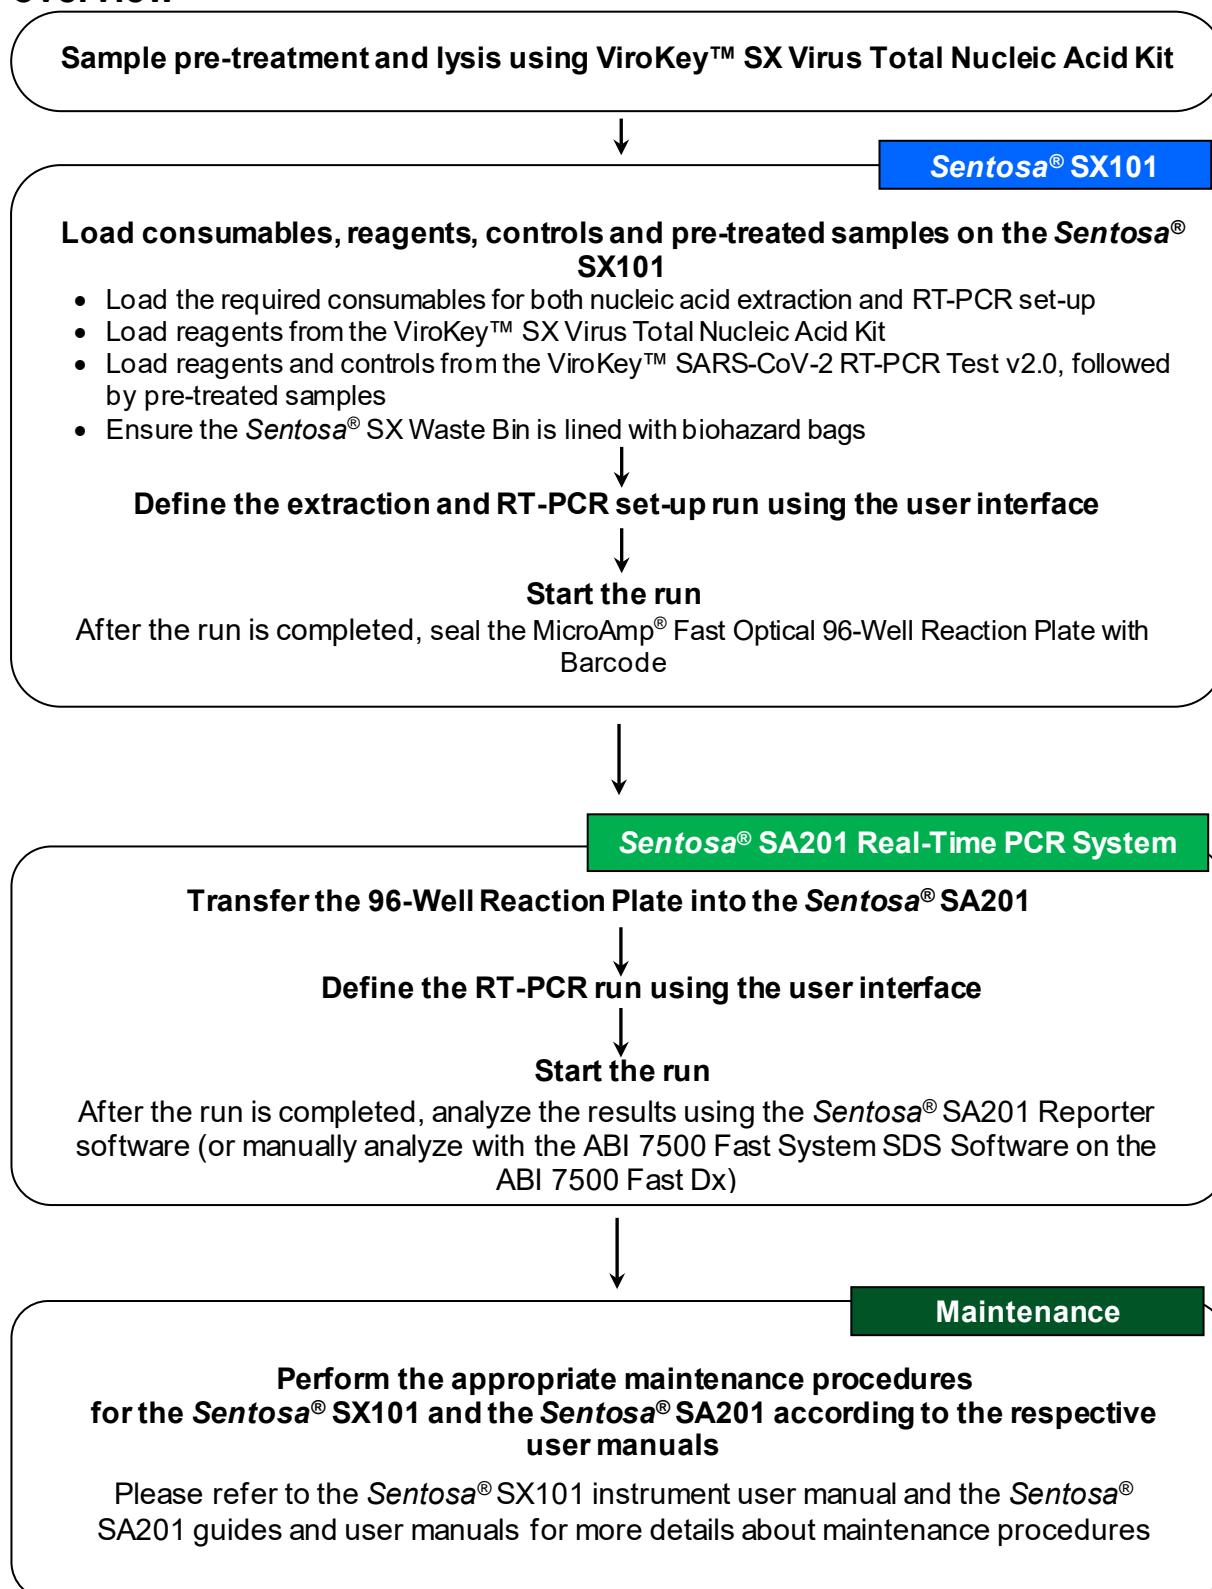 Overview
Sample pre-treatment and lysis using ViroKey™ SX Virus Total Nucleic Acid Kit
Sentosa® SX101
Load consumables, reagents, controls and pre-treated samples on the Sentosa®
SX101
• Load the required consumables for both nucleic acid extraction and RT-PCR set-up
• Load reagents from the ViroKey™ SX Virus Total Nucleic Acid Kit
• Load reagents and controls from the ViroKey™ SARS-CoV-2 RT-PCR Test v2.0, followed
by pre-treated samples
• Ensure the Sentosa® SX Waste Bin is lined with biohazard bags
Define the extraction and RT-PCR set-up run using the user interface
Start the run
After the run is completed, seal the MicroAmp® Fast Optical 96-Well Reaction Plate with
Barcode
Sentosa® SA201 Real-Time PCR System
Transfer the 96-Well Reaction Plate into the Sentosa® SA201
Define the RT-PCR run using the user interface
Start the run
After the run is completed, analyze the results using the Sentosa® SA201 Reporter
software (or manually analyze with the ABI 7500 Fast System SDS Software on the
ABI 7500 Fast Dx)
Maintenance
Perform the appropriate maintenance procedures
for the Sentosa® SX101 and the Sentosa® SA201 according to the respective
user manuals
Please refer to the Sentosa® SX101 instrument user manual and the Sentosa®
SA201 guides and user manuals for more details about maintenance procedures